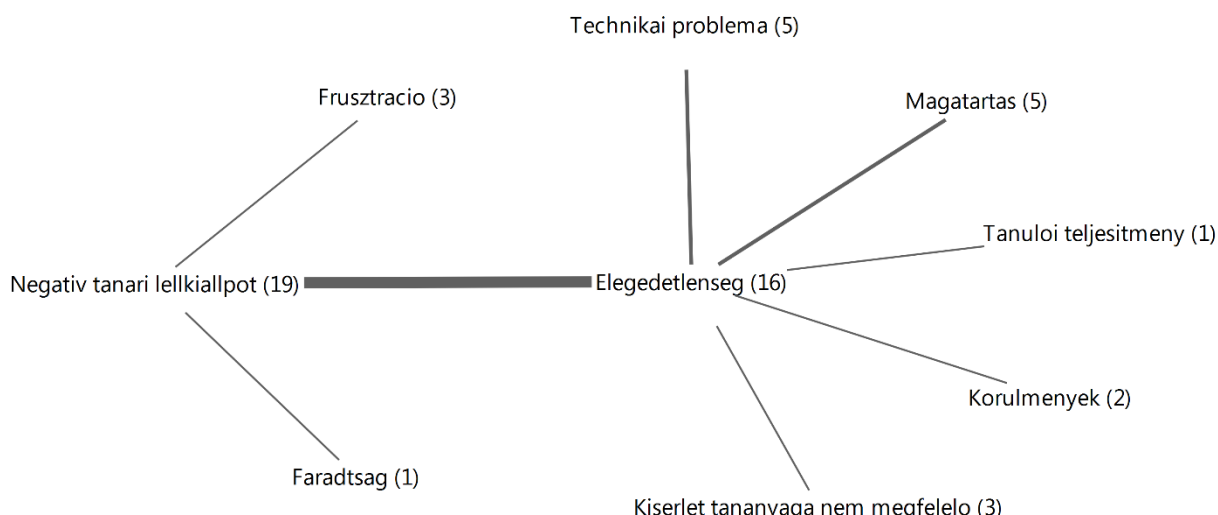 Technikai problema (5)
Frusztracio (3)
Magatartas (5)
Tanuloi teljesitmeny (1)
Negativ tanari lellkiallpot (19)
Elegedetlenseg (16)
Korulmenyek (2)
Faradtsag (1)
Kiserlet tananyaga nem megfelelo (3)